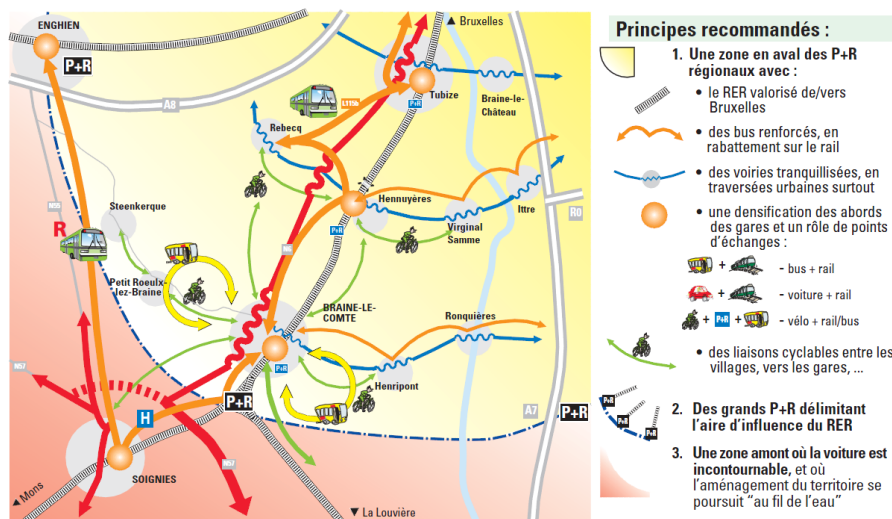 ENGHIEN
P+R
A8
Bruxelles
Tubize
P+R
L115b
Braine-le-
Château
Rebecq
Steenkerque
N55
R
Hennuyères
P+R
Virginal
Samme
Ittre
R0
N6
Petit Roeulx-
lez-Braine
BRAINE-LE-
COMTE
P+R
Ronquières
Henripont
N57
H
P+R
A7
P+R
N57
SOIGNIES
Mons
La Louvière
Principes recommandés :
1. Une zone en aval des P+R
régionaux avec :
• le RER valorisé de/vers
Bruxelles
• des bus renforcés, en
rabattement sur le rail
• des voiries tranquillisées, en
traversées urbaines surtout
• une densification des abords
des gares et un rôle de points
d'échanges :
+ - bus + rail
+ - voiture + rail
+ P+R + - vélo + rail/bus
• des liaisons cyclables entre les
villages, vers les gares, ...
P+R
P+R
P+R
2. Des grands P+R délimitant
l'aire d'influence du RER
3. Une zone amont où la voiture est
incontournable, et où
l'aménagement du territoire se
poursuit "au fil de l'eau"